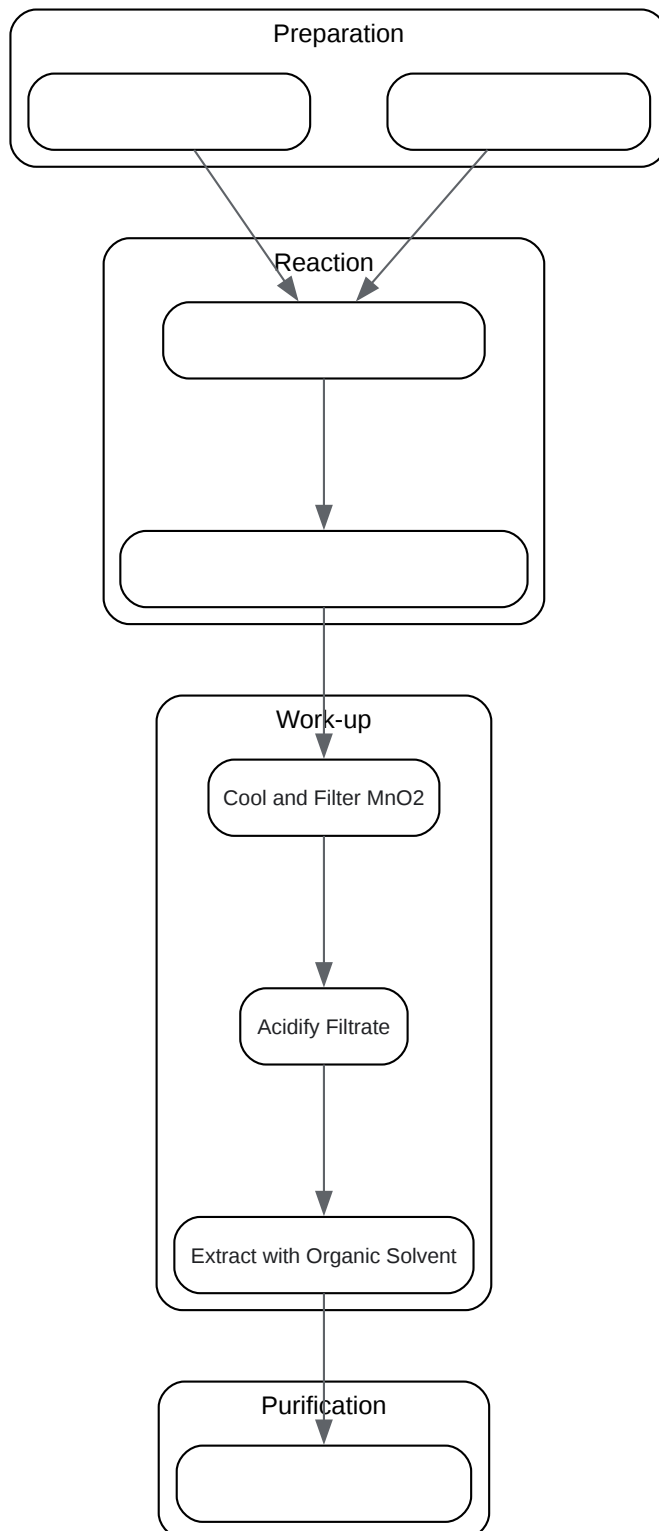 Preparation
Reaction
Work-up
Cool and Filter MnO2
Acidify Filtrate
Extract with Organic Solvent
Purification